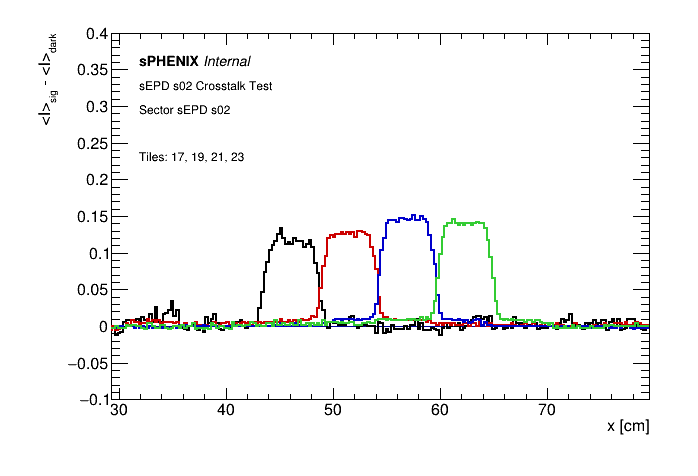 <I>sig - <I>dark
0.4
0.35
0.3
0.25
0.2
0.15
0.1
0.05
0
−0.05
−0.1
sPHENIX Internal
sEPD s02 Crosstalk Test
Sector sEPD s02
Tiles: 17, 19, 21, 23
30 40 50 60 70
x [cm]